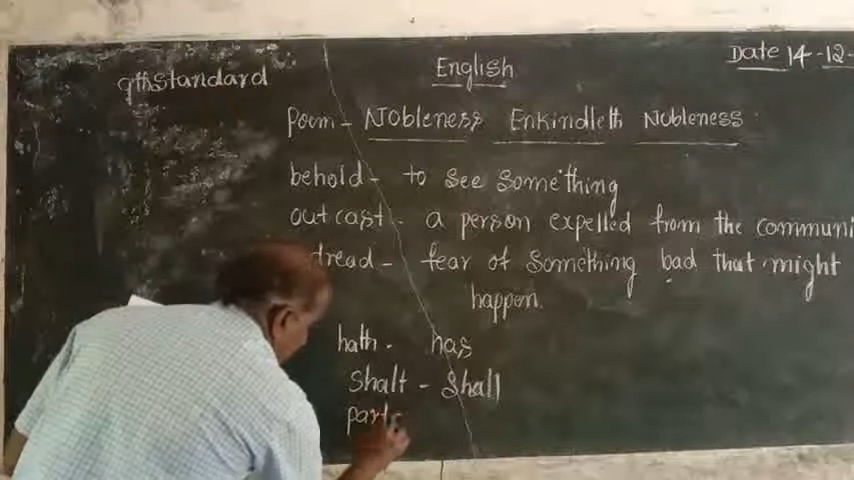 9thstandard
English
Date 14-12-
Poem - Nobleness Enkindleth Nobleness
behold - to see something
outcast - a person expelled from the communi
dread - fear of something bad that might
happen.
hath - has
Shalt - Shall
part